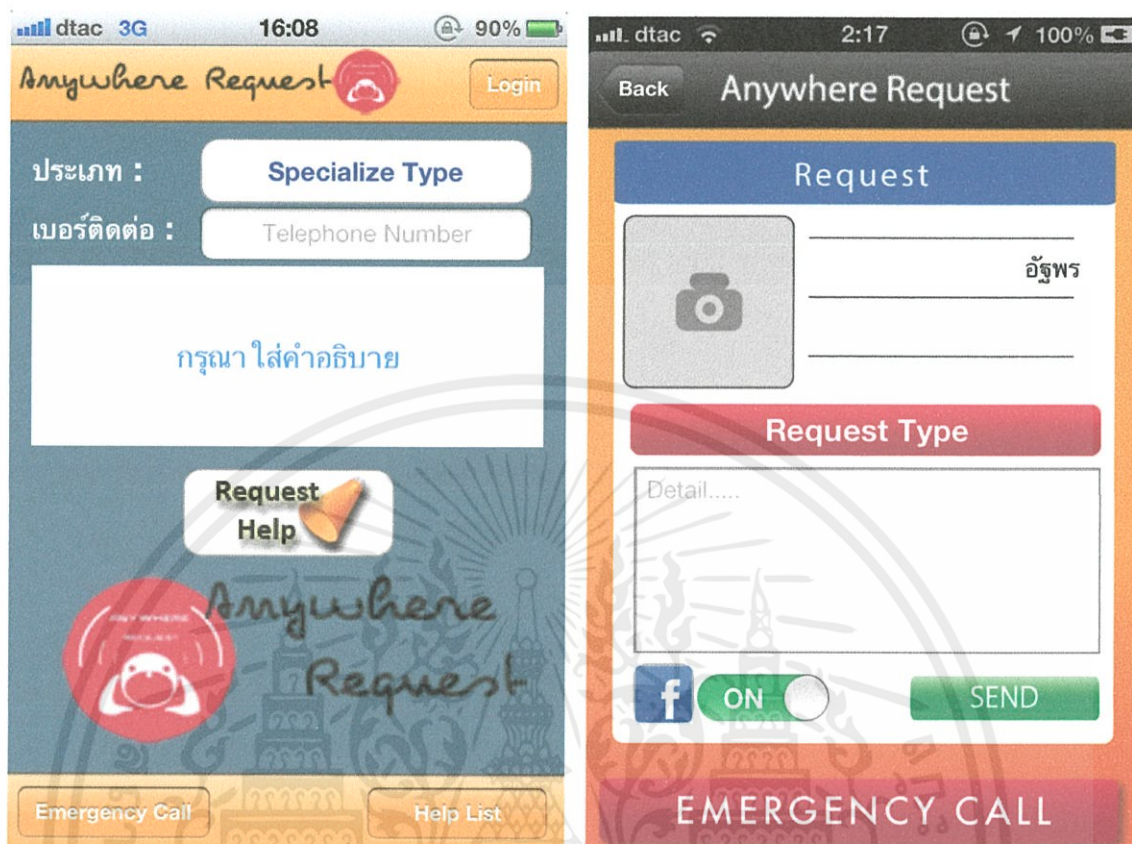 dtac 3G 16:08 90%
Anywhere Request Login
ประเภท : Specialize Type
เบอร์ติดต่อ : Telephone Number
กรุณา ใส่คำอธิบาย
Request
Help
Anywhere
Request
Emergency Call Help List
dtac 2:17 100%
Back Anywhere Request
Request
อัฐพร
Request Type
Detail.....
f ON SEND
EMERGENCY CALL